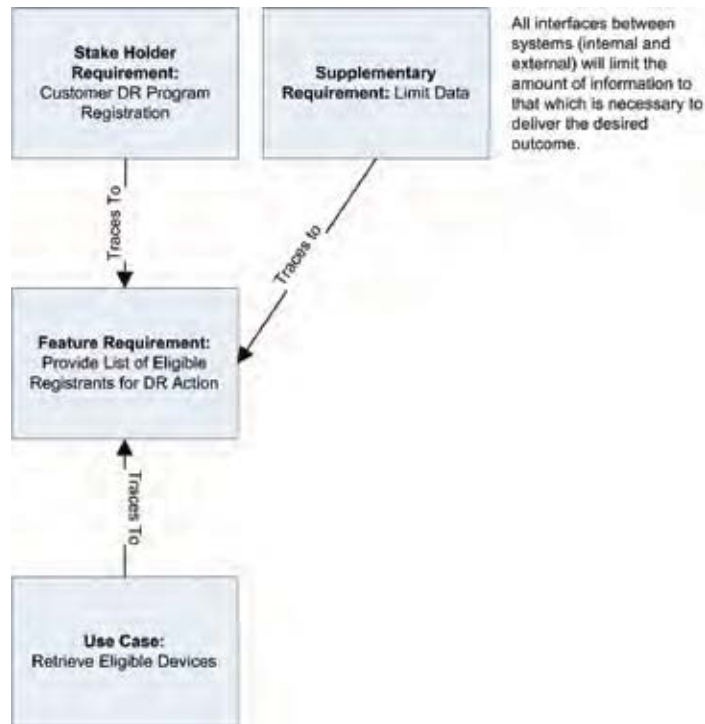 Stake Holder
Requirement:
Customer DR Program
Registration
Supplementary
Requirement: Limit Data
All interfaces between
systems (internal and
external) will limit the
amount of information to
that which is necessary to
deliver the desired
outcome.
Traces To
Traces to
Feature Requirement:
Provide List of Eligible
Registrants for DR Action
Traces To
Use Case:
Retrieve Eligible Devices